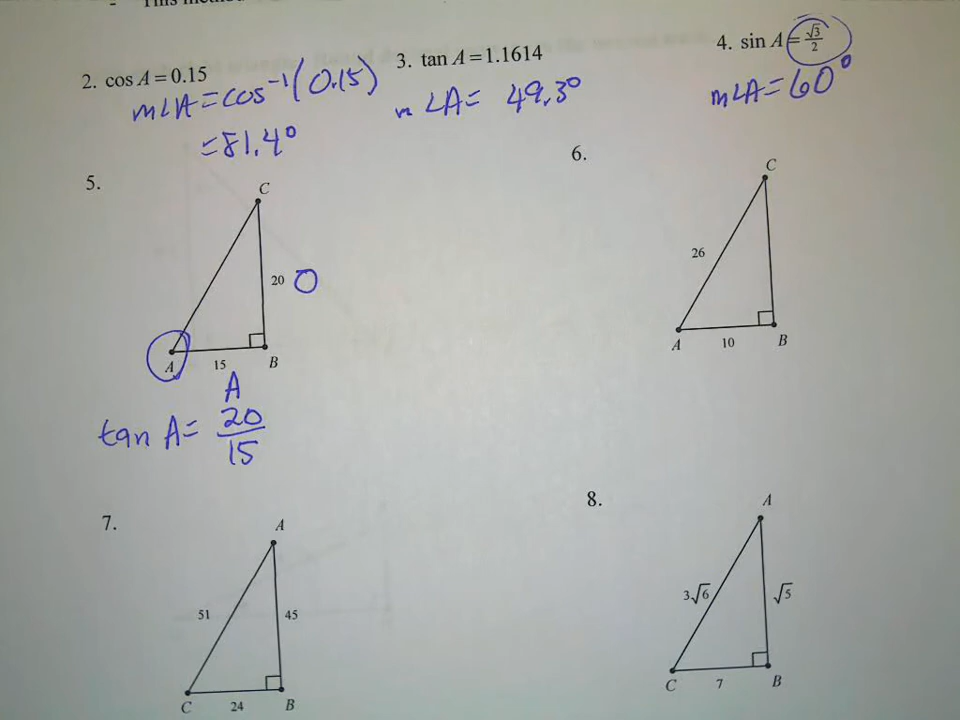 - This method
2. cos A = 0.15
m∠A = cos⁻¹(0.15)
= 81.4°
3. tan A = 1.1614
m∠A = 49.3°
4. sin A = √3/2
m∠A = 60°
5.
C
20 O
A
15
B
A
tan A = 20/15
6.
C
26
A
10
B
7.
A
51
45
C
24
B
8.
A
3√6
√5
C
7
B